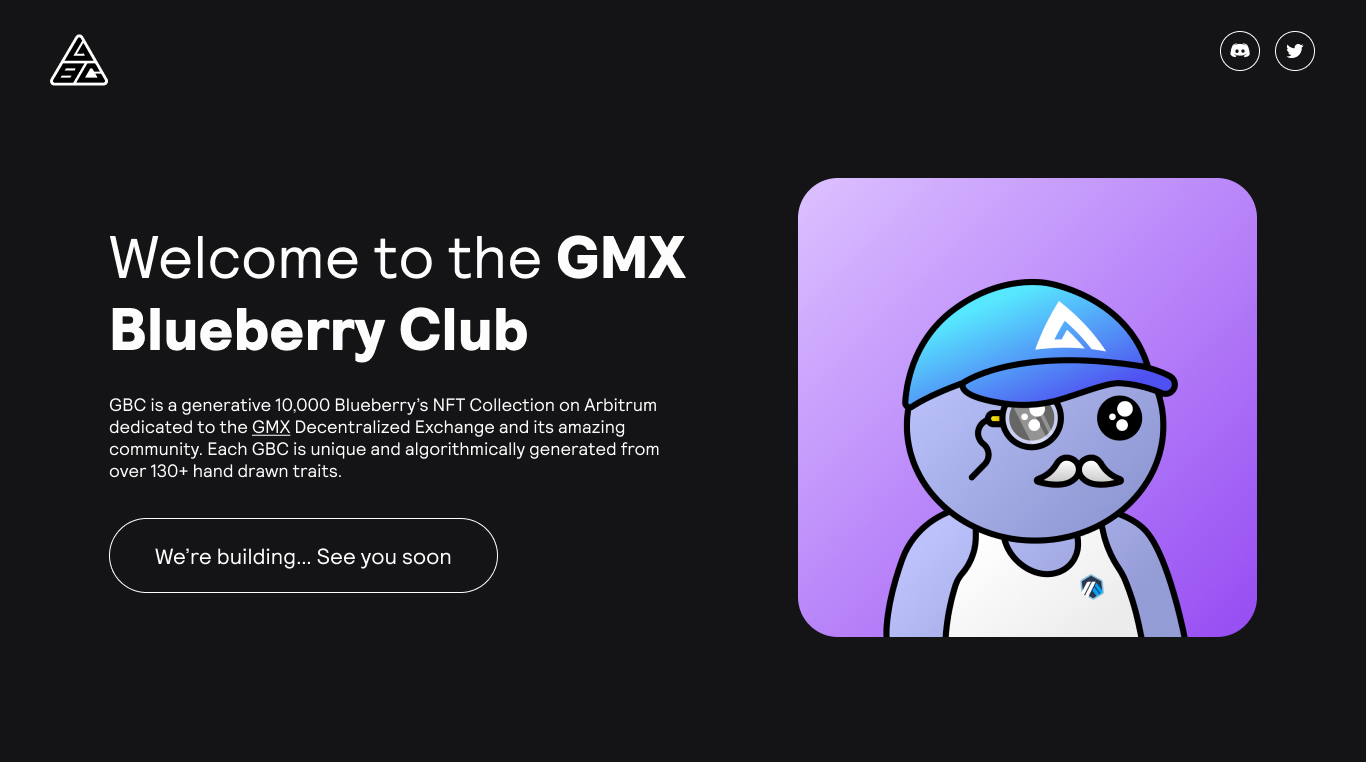 GBC
Welcome to the GMX
Blueberry Club
GBC is a generative 10,000 Blueberry’s NFT Collection on Arbitrum
dedicated to the GMX Decentralized Exchange and its amazing
community. Each GBC is unique and algorithmically generated from
over 130+ hand drawn traits.
We’re building... See you soon